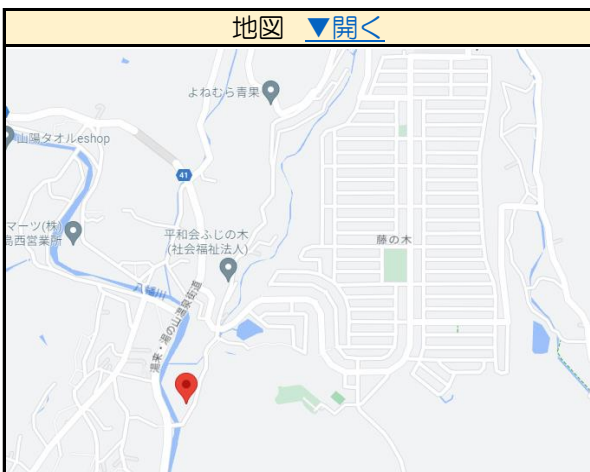 地図 ▼開く
よねむら青果
山陽タオルeshop
41
マーツ(株)
島西営業所
平和会ふじの木
(社会福祉法人)
藤の木
八幡川
湯来・湯の山温泉街道